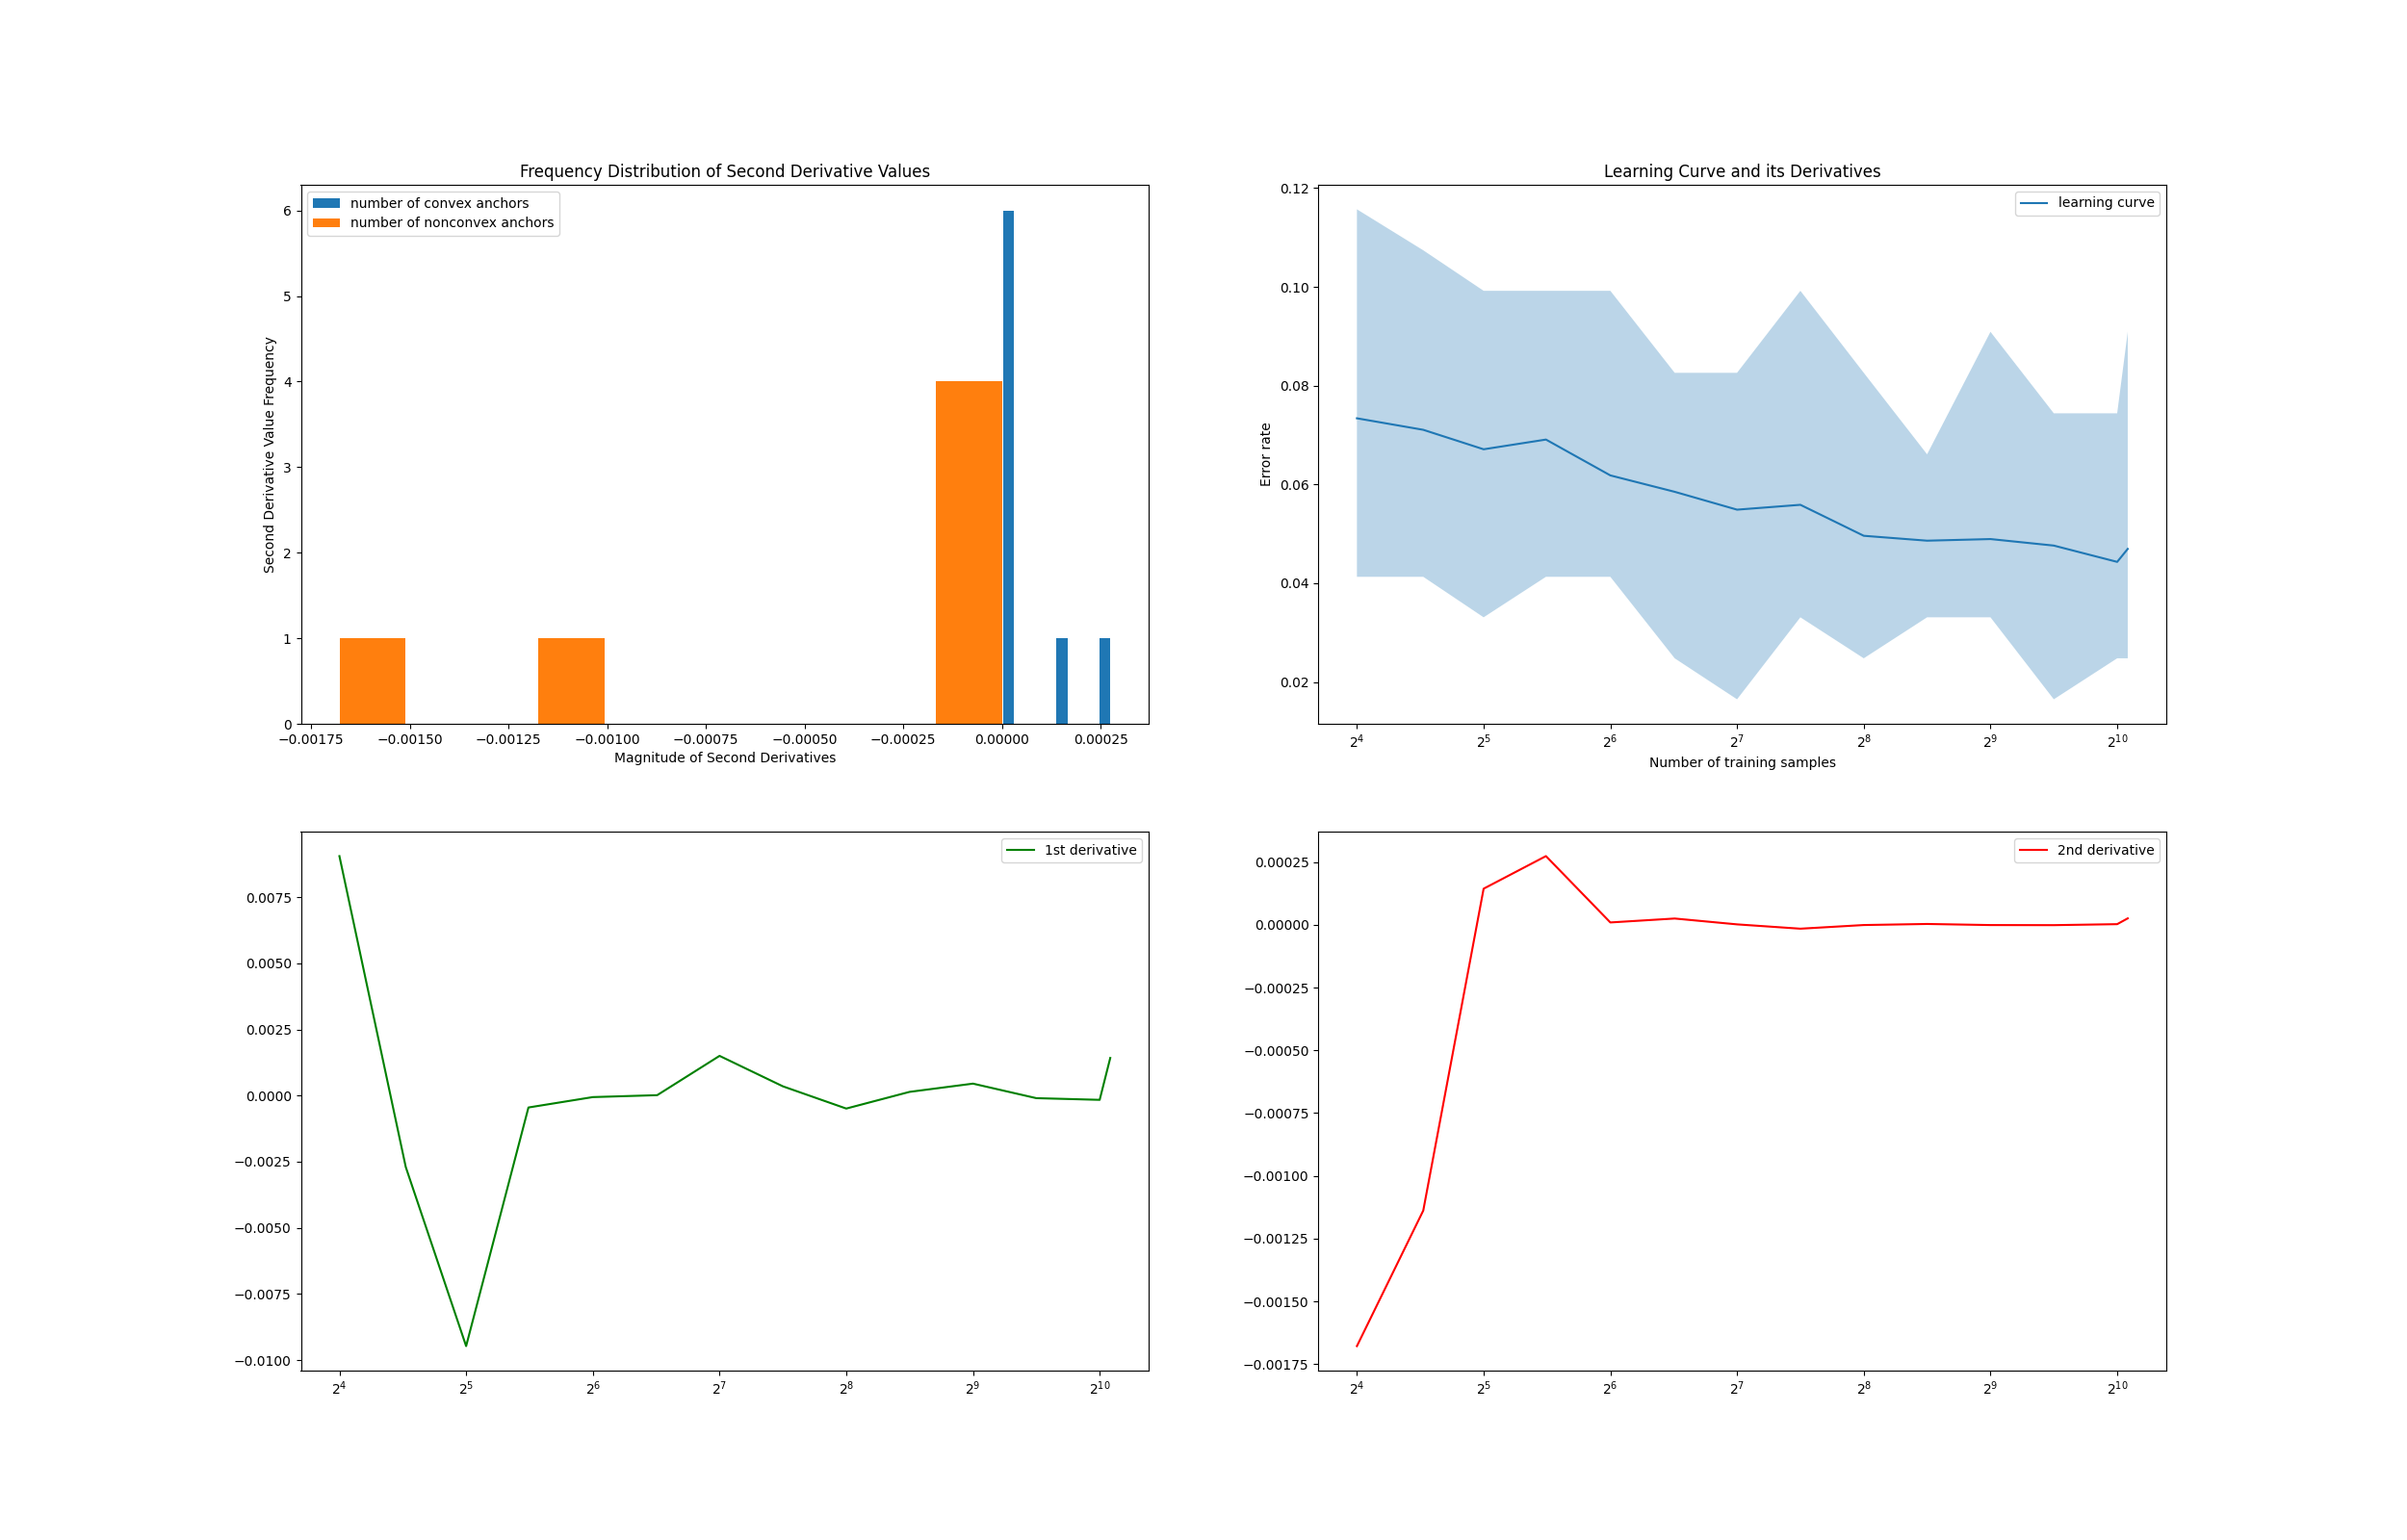 Frequency Distribution of Second Derivative Values
number of convex anchors
number of nonconvex anchors
6
5
4
3
2
1
0
Second Derivative Value Frequency
−0.00175 −0.00150 −0.00125 −0.00100 −0.00075 −0.00050 −0.00025 0.00000 0.00025
Magnitude of Second Derivatives
Learning Curve and its Derivatives
learning curve
0.12
0.10
0.08
0.06
0.04
0.02
Error rate
2⁴ 2⁵ 2⁶ 2⁷ 2⁸ 2⁹ 2¹⁰
Number of training samples
1st derivative
0.0075
0.0050
0.0025
0.0000
−0.0025
−0.0050
−0.0075
−0.0100
2⁴ 2⁵ 2⁶ 2⁷ 2⁸ 2⁹ 2¹⁰
2nd derivative
0.00025
0.00000
−0.00025
−0.00050
−0.00075
−0.00100
−0.00125
−0.00150
−0.00175
2⁴ 2⁵ 2⁶ 2⁷ 2⁸ 2⁹ 2¹⁰